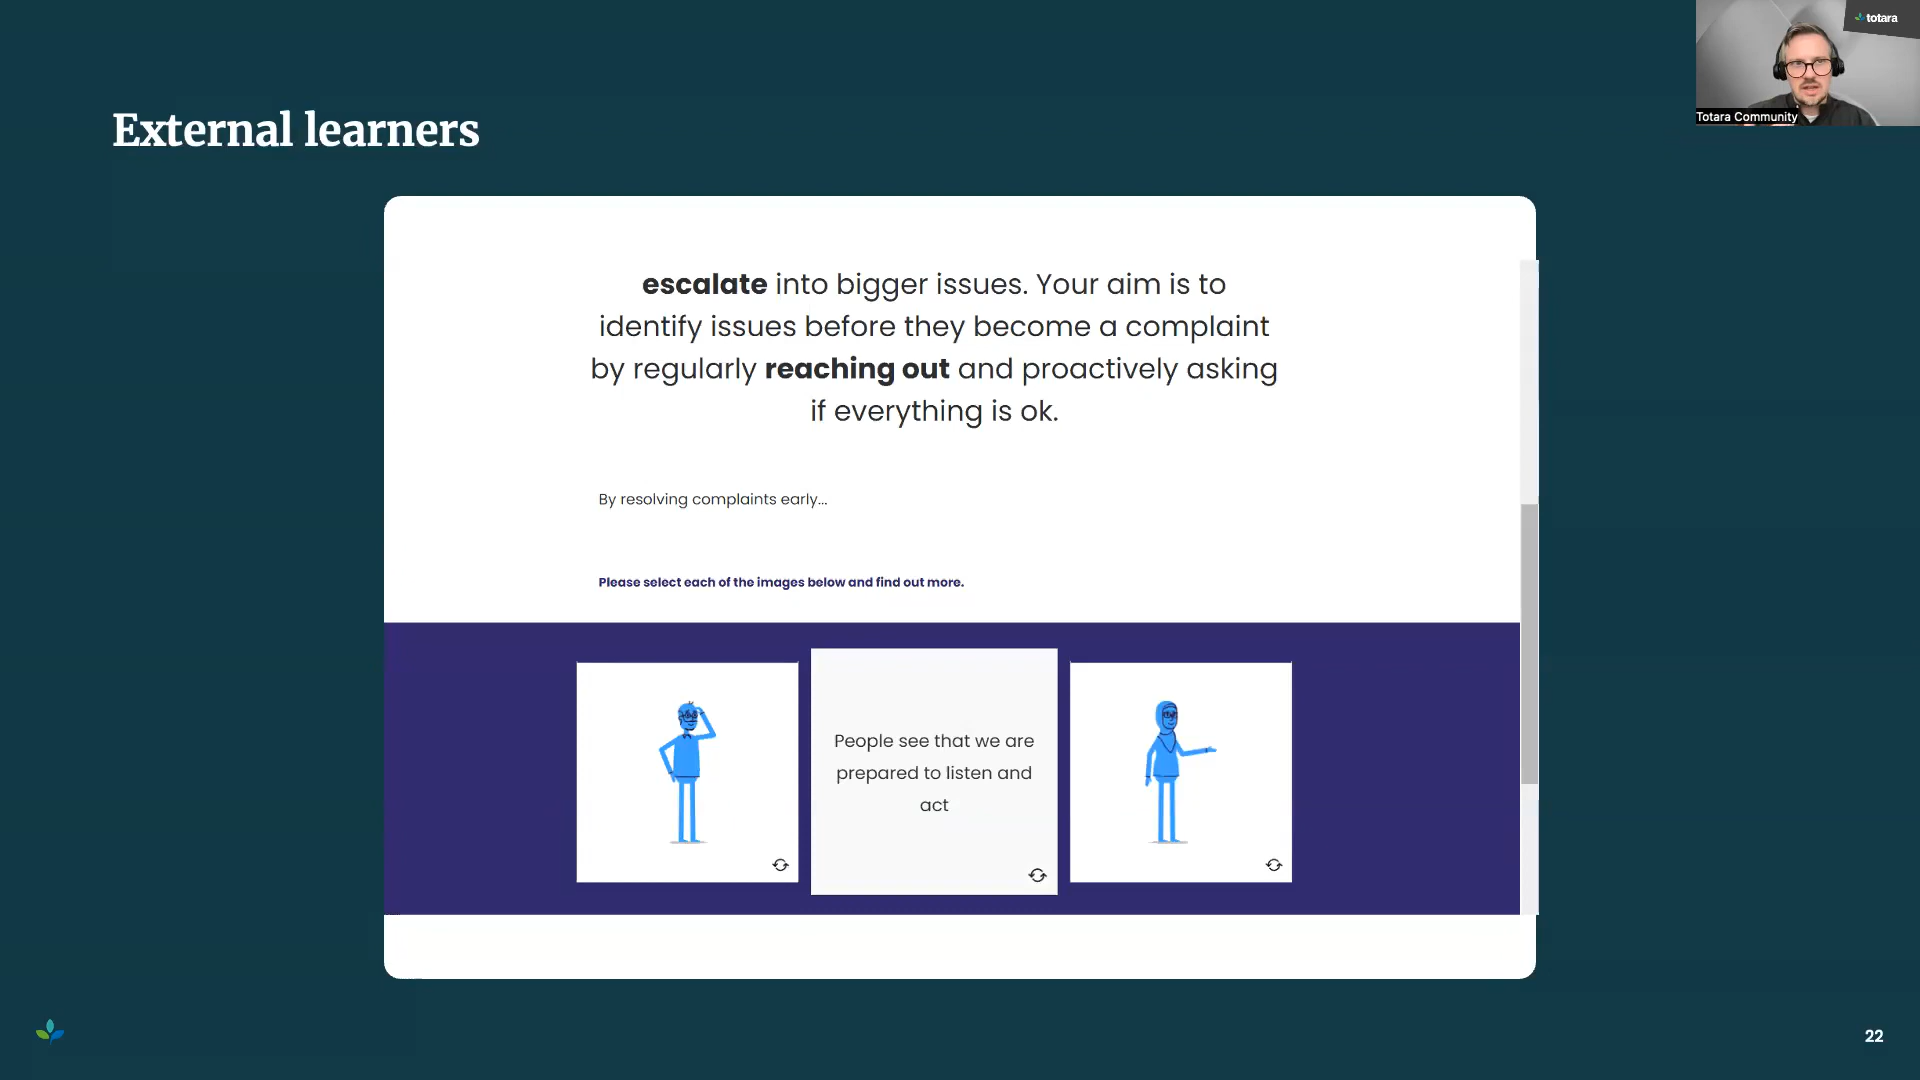 totara
Totara Community
External learners
escalate into bigger issues. Your aim is to
identify issues before they become a complaint
by regularly reaching out and proactively asking
if everything is ok.
By resolving complaints early...
Please select each of the images below and find out more.
People see that we are
prepared to listen and
act
22